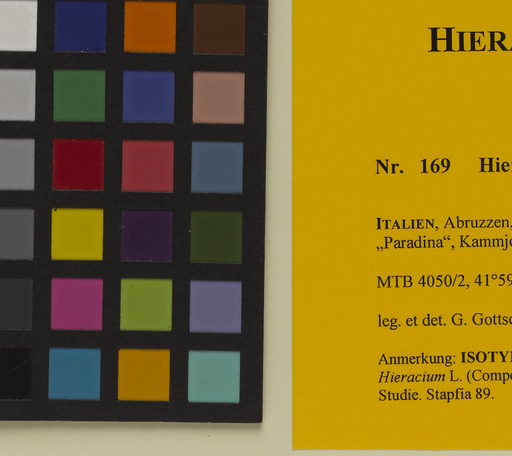 HIERA
Nr. 169 Hie
ITALIEN, Abruzzen,
„Paradina“, Kammj
MTB 4050/2, 41°59
leg. et det. G. Gotts
Anmerkung: ISOTY
Hieracium L. (Comp
Studie. Stapfia 89.